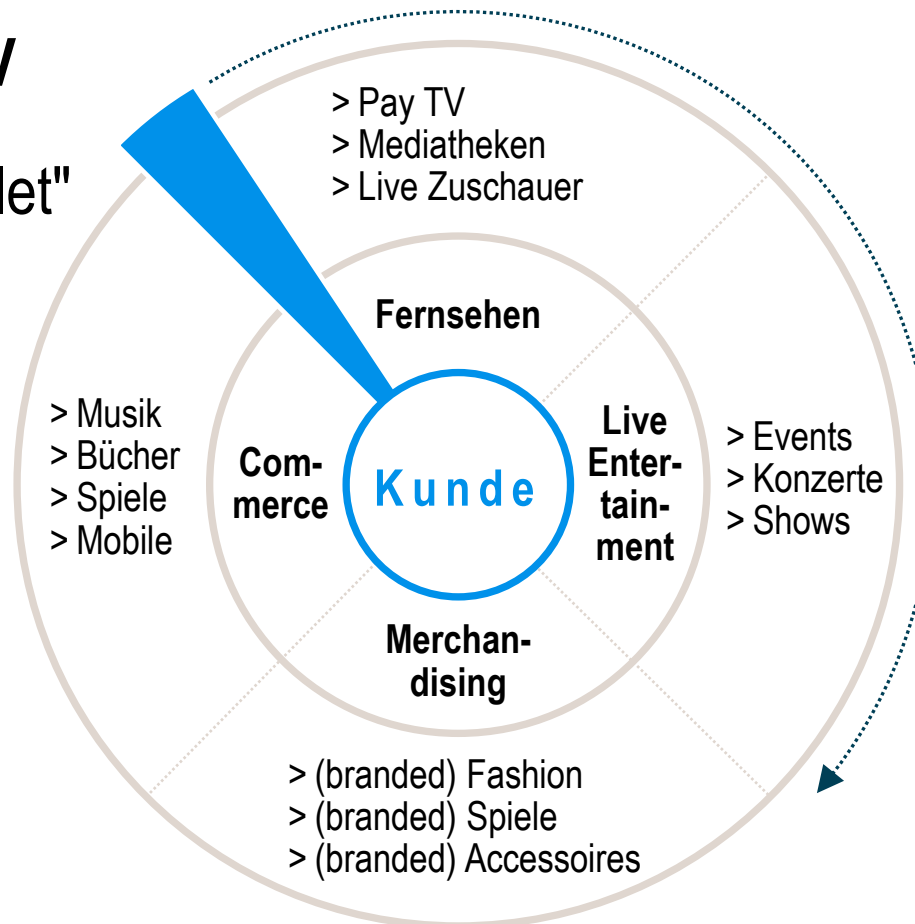 let"
> Pay TV
> Mediatheken
> Live Zuschauer
Fernsehen
> Musik
> Bücher
> Spiele
> Mobile
Com-
merce
Kunde
Live
Enter-
tain-
ment
> Events
> Konzerte
> Shows
Merchan-
dising
> (branded) Fashion
> (branded) Spiele
> (branded) Accessoires